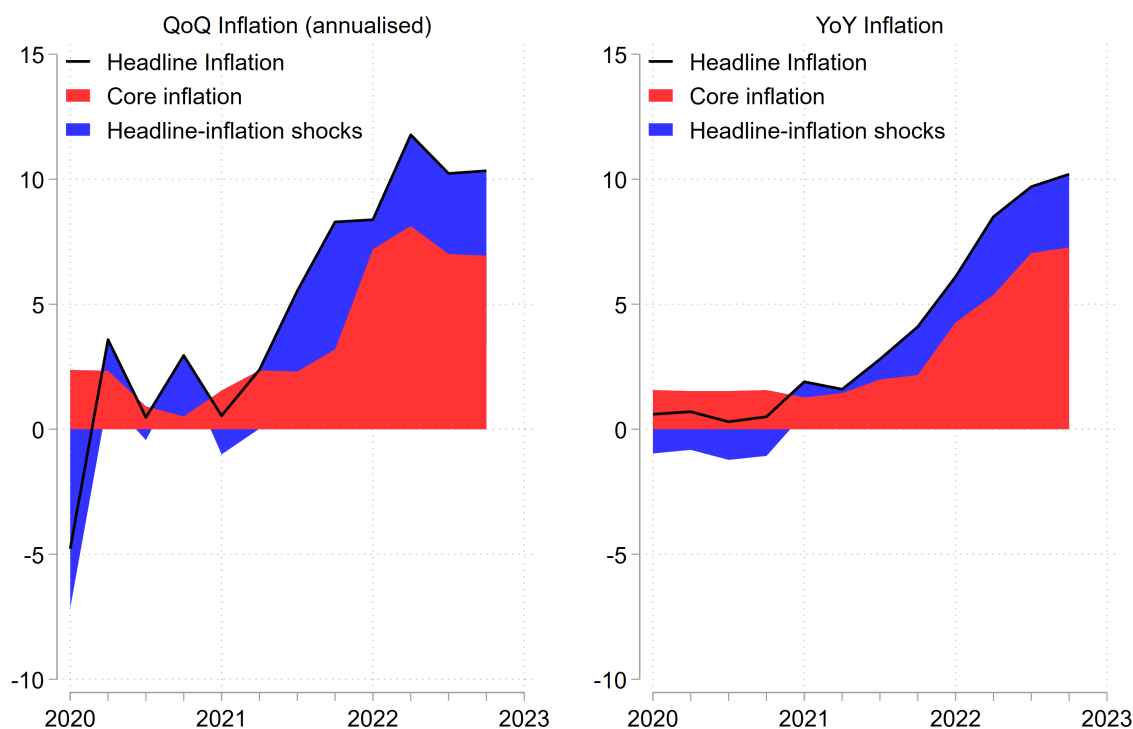 QoQ Inflation (annualised)
15
10
5
0
-5
-10
Headline Inflation
Core inflation
Headline-inflation shocks
2020
2021
2022
2023
YoY Inflation
15
10
5
0
-5
-10
Headline Inflation
Core inflation
Headline-inflation shocks
2020
2021
2022
2023